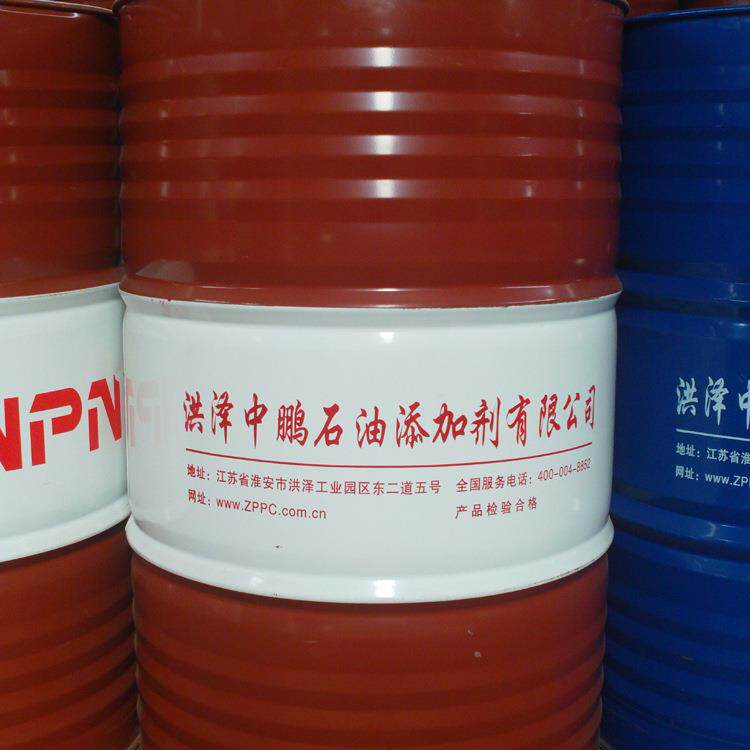 NPN
洪泽中鹏石油添加剂有限公司
地址：江苏省淮安市洪泽工业园区东二道五号 全国服务电话：400-004-8852
网址：www.ZPPC.com.cn 产品检验合格
洪泽中
地址：江苏省淮
网址：www.ZP